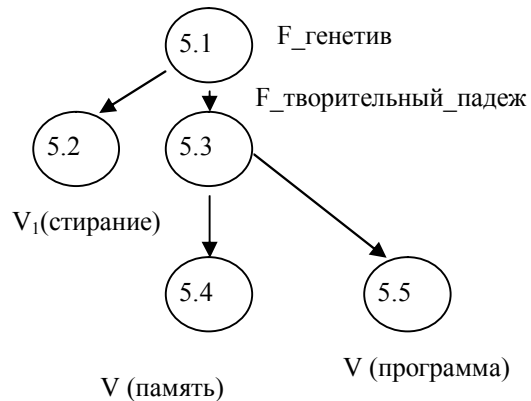 5.1
F_генетив
F_творительный_падеж
5.2
5.3
V₁(стирание)
5.4
5.5
V (программа)
V (память)